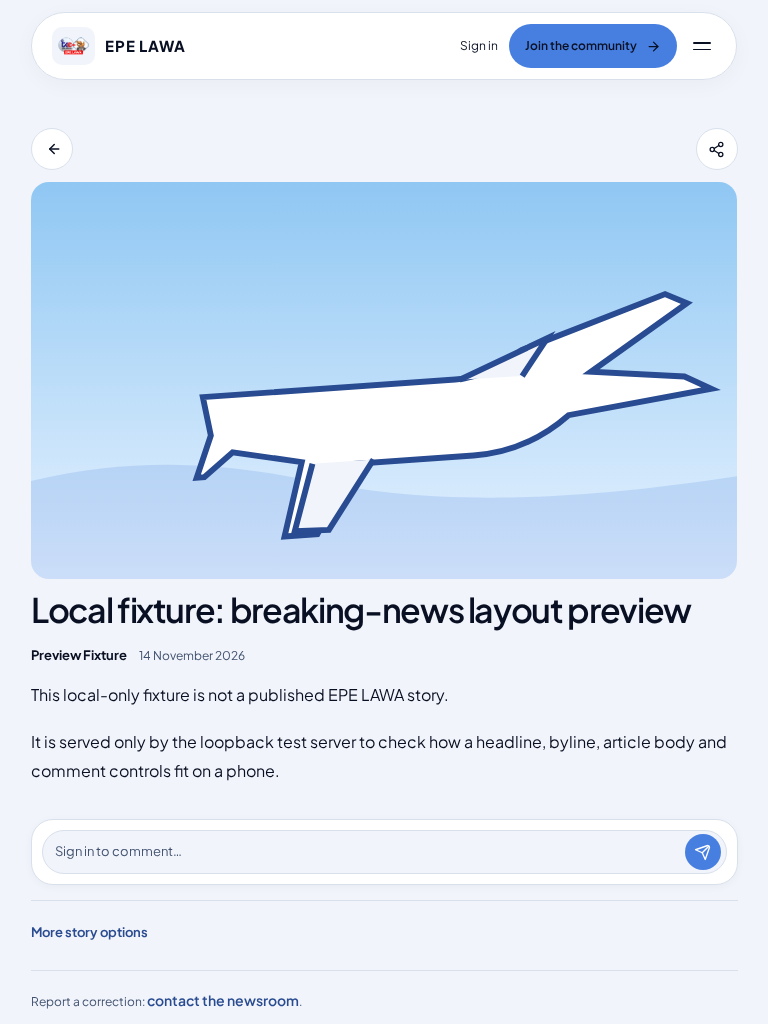 EPE LAWA
Sign in
Join the community
Local fixture: breaking-news layout preview
Preview Fixture 14 November 2026
This local-only fixture is not a published EPE LAWA story.
It is served only by the loopback test server to check how a headline, byline, article body and
comment controls fit on a phone.
Sign in to comment…
More story options
Report a correction: contact the newsroom.